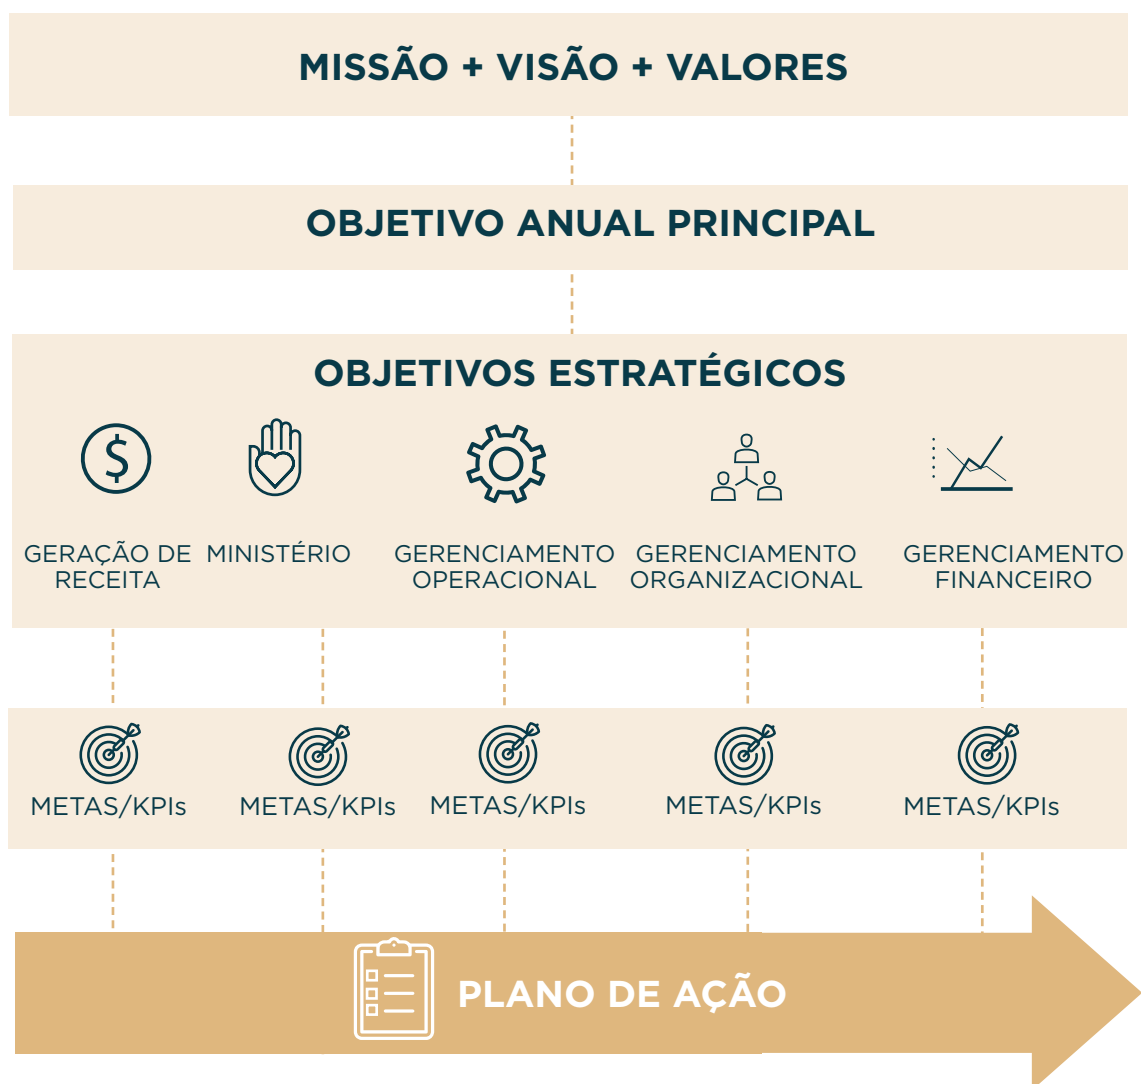 MISSÃO + VISÃO + VALORES
OBJETIVO ANUAL PRINCIPAL
OBJETIVOS ESTRATÉGICOS
$
GERAÇÃO DE
RECEITA
MINISTÉRIO
GERENCIAMENTO
OPERACIONAL
GERENCIAMENTO
ORGANIZACIONAL
GERENCIAMENTO
FINANCEIRO
METAS/KPIs
METAS/KPIs
METAS/KPIs
METAS/KPIs
METAS/KPIs
PLANO DE AÇÃO